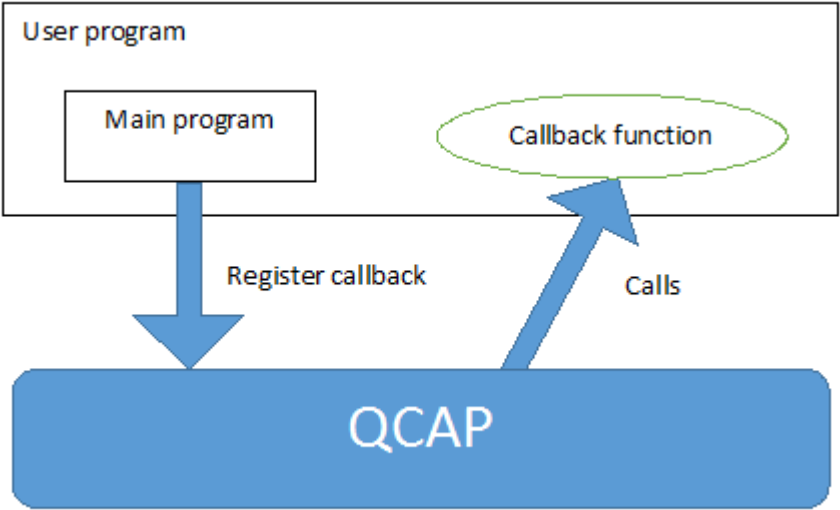 User program
Main program
Callback function
Register callback
Calls
QCAP